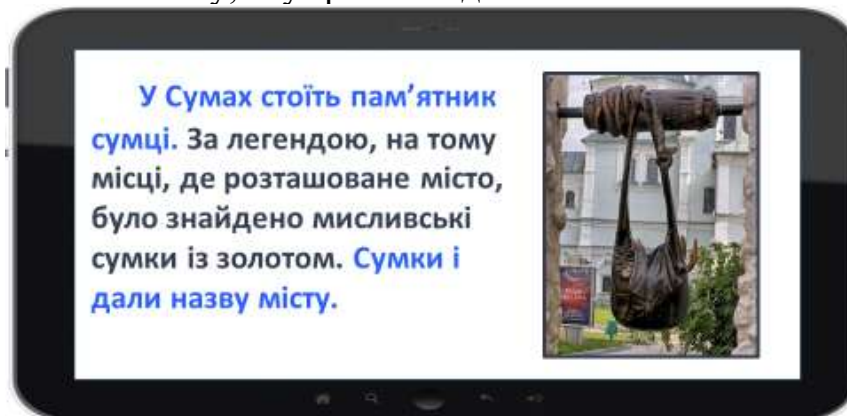 У Сумах стоїть пам’ятник
сумці. За легендою, на тому
місці, де розташоване місто,
було знайдено мисливські
сумки із золотом. Сумки і
дали назву місту.